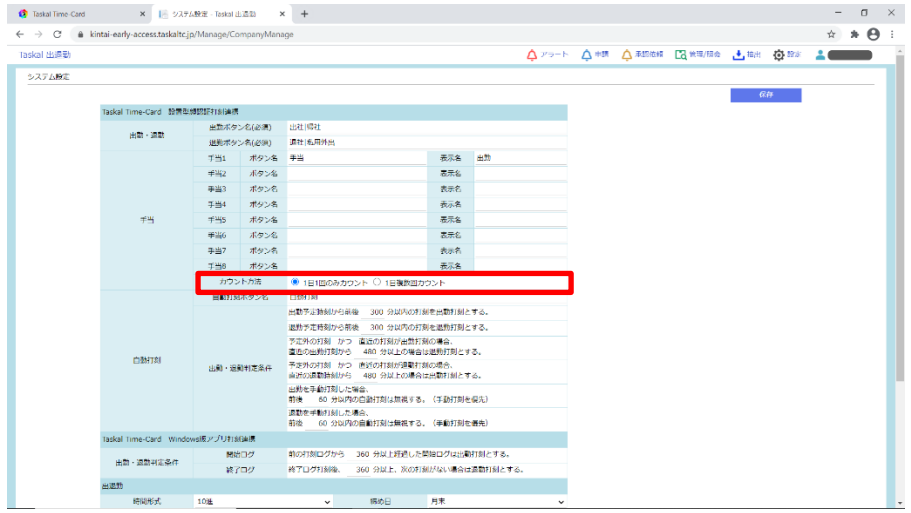 Taskal Time-Card
システム設定 - Taskal 出退勤
kintai-early-access.taskaltc.jp/Manage/CompanyManage
Taskal 出退勤
アラート 申請 承認依頼 管理/照会 抽出 設定
システム設定
保存
Taskal Time-Card 設置型顔認証打刻連携
出勤・退勤 出勤ボタン名(必須) 出社|帰社
退勤ボタン名(必須) 退社|私用外出
手当 手当1 ボタン名 手当 表示名 出勤
手当2 ボタン名 表示名
手当3 ボタン名 表示名
手当4 ボタン名 表示名
手当5 ボタン名 表示名
手当6 ボタン名 表示名
手当7 ボタン名 表示名
手当8 ボタン名 表示名
カウント方法 1日1回のみカウント 1日複数回カウント
自動打刻 自動打刻ボタン名 自動打刻
出勤・退勤判定条件
出勤予定時刻から前後 300 分以内の打刻を出勤打刻とする。
退勤予定時刻から前後 300 分以内の打刻を退勤打刻とする。
予定外の打刻 かつ 直近の打刻が出勤打刻の場合、
直近の出勤打刻から 480 分以上の場合は退勤打刻とする。
予定外の打刻 かつ 直近の打刻が退勤打刻の場合、
直近の退勤時刻から 480 分以上の場合は出勤打刻とする。
出勤を手動打刻した場合、
前後 60 分以内の自動打刻は無視する。（手動打刻を優先）
退勤を手動打刻した場合、
前後 60 分以内の自動打刻は無視する。（手動打刻を優先）
Taskal Time-Card Windows版アプリ打刻連携
出勤・退勤判定条件 開始ログ 前の打刻ログから 360 分以上経過した開始ログは出勤打刻とする。
終了ログ 終了ログ打刻後、 360 分以上、次の打刻がない場合は退勤打刻とする。
出退勤
時間形式 10進 締め日 月末